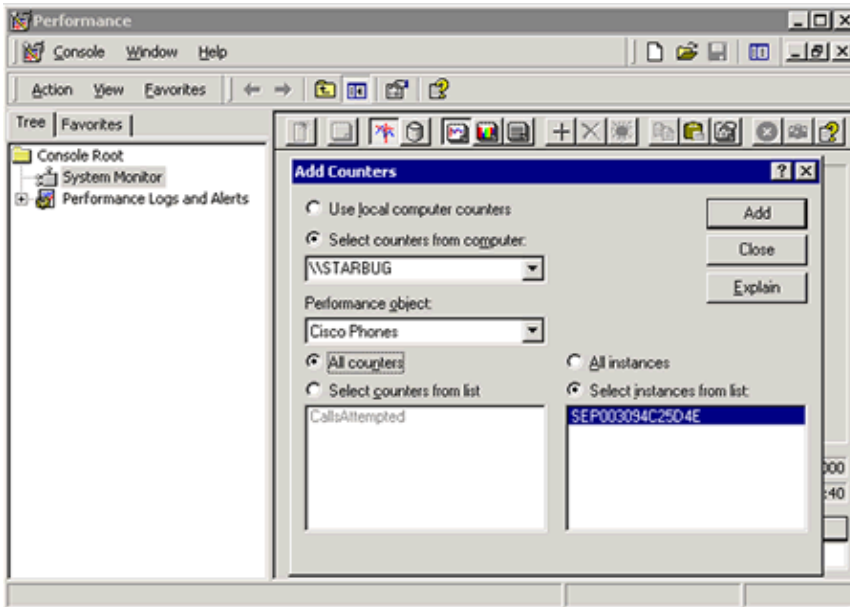 Performance
Console Window Help
Action View Favorites
Tree Favorites
Console Root
System Monitor
Performance Logs and Alerts
Add Counters
Use local computer counters
Select counters from computer:
\\STARBUG
Performance object:
Cisco Phones
All counters
Select counters from list
CallsAttempted
All instances
Select instances from list:
SEP003094C25D4E
Add
Close
Explain
000
:40